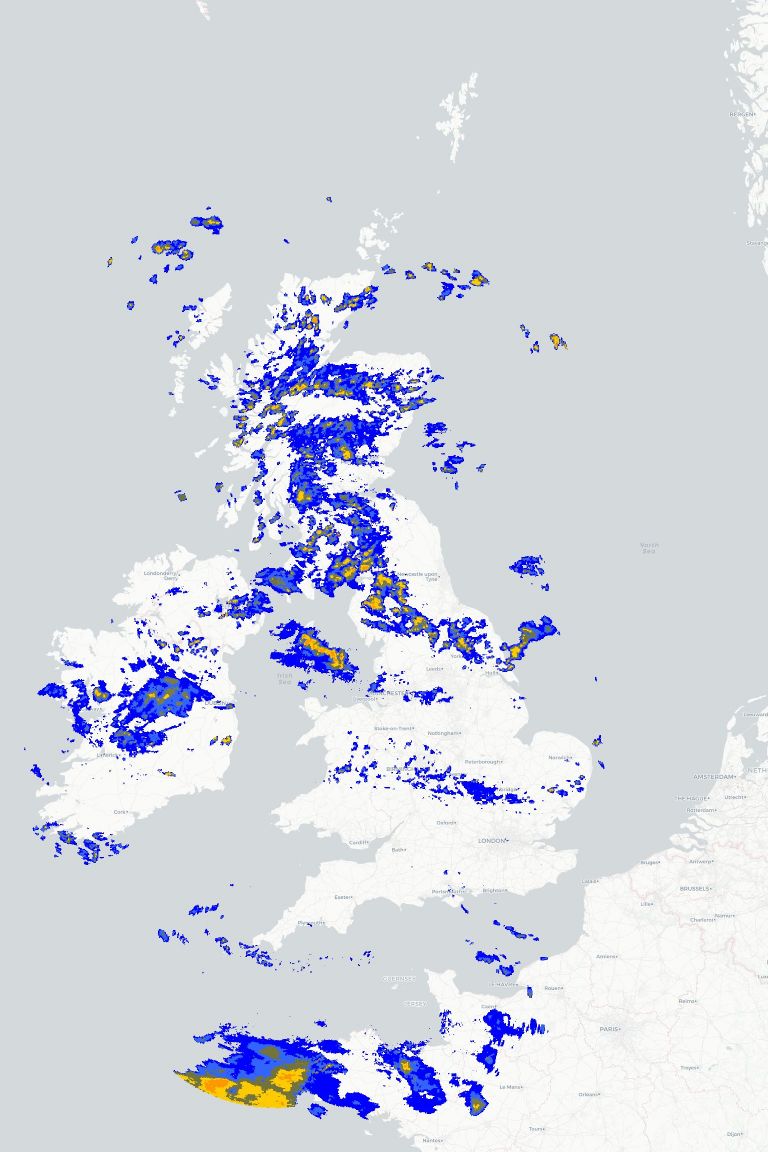 BERGEN
Stavanger
Londonderry/
Derry
Newcastle upon
Tyne
North
Sea
Irish
Sea
Leeds
Hull
MANCHESTER
Liverpool
Stoke-on-Trent
Nottingham
Peterborough
Norwich
Cork
Cardiff
Bath
Oxford
LONDON
AMSTERDAM
THE HAGUE
Utrecht
Rotterdam
Bruges
Antwerp
BRUSSELS
Calais
Lille
Charleroi
Namur
Exeter
Plymouth
Portsmouth
Brighton
GUERNSEY
JERSEY
LE HAVRE
Caen
Rouen
Amiens
Reims
PARIS
Troyes
Le Mans
Orléans
Tours
Nantes
Dijon